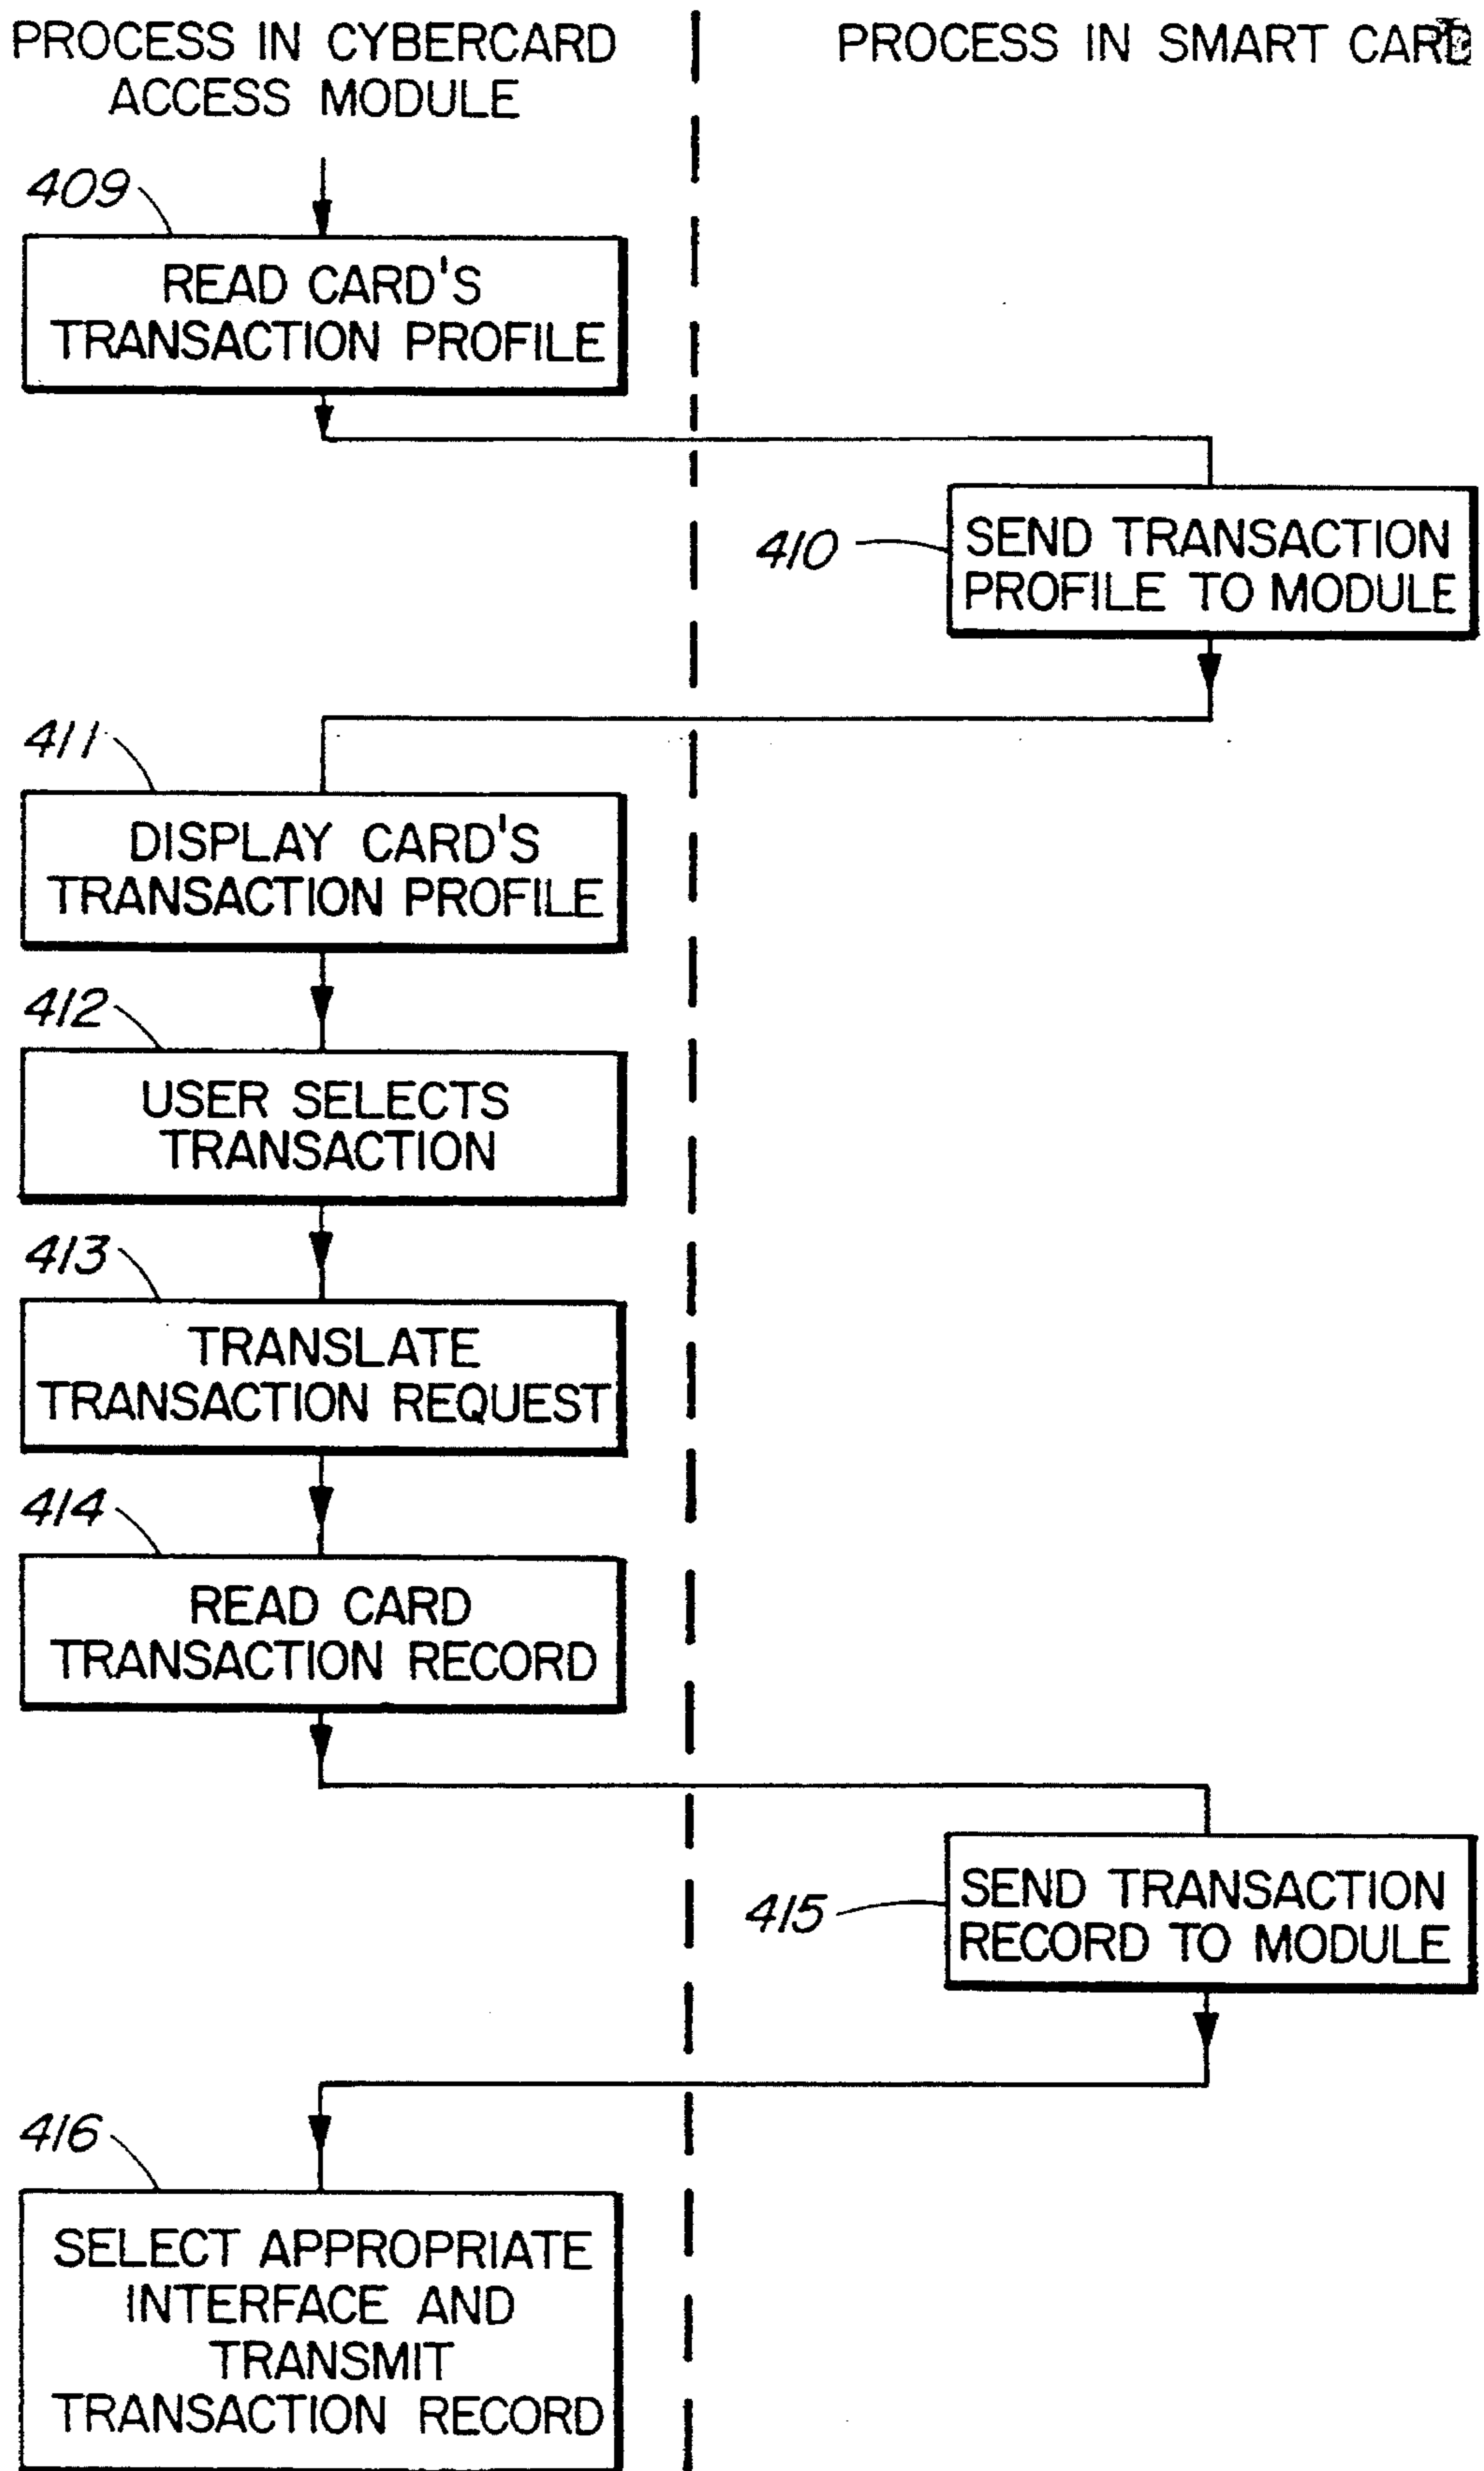 PROCESS IN CYBERCARD
ACCESS MODULE
PROCESS IN SMART CARD
409
READ CARD'S
TRANSACTION PROFILE
410
SEND TRANSACTION
PROFILE TO MODULE
411
DISPLAY CARD'S
TRANSACTION PROFILE
412
USER SELECTS
TRANSACTION
413
TRANSLATE
TRANSACTION REQUEST
414
READ CARD
TRANSACTION RECORD
415
SEND TRANSACTION
RECORD TO MODULE
416
SELECT APPROPRIATE
INTERFACE AND
TRANSMIT
TRANSACTION RECORD